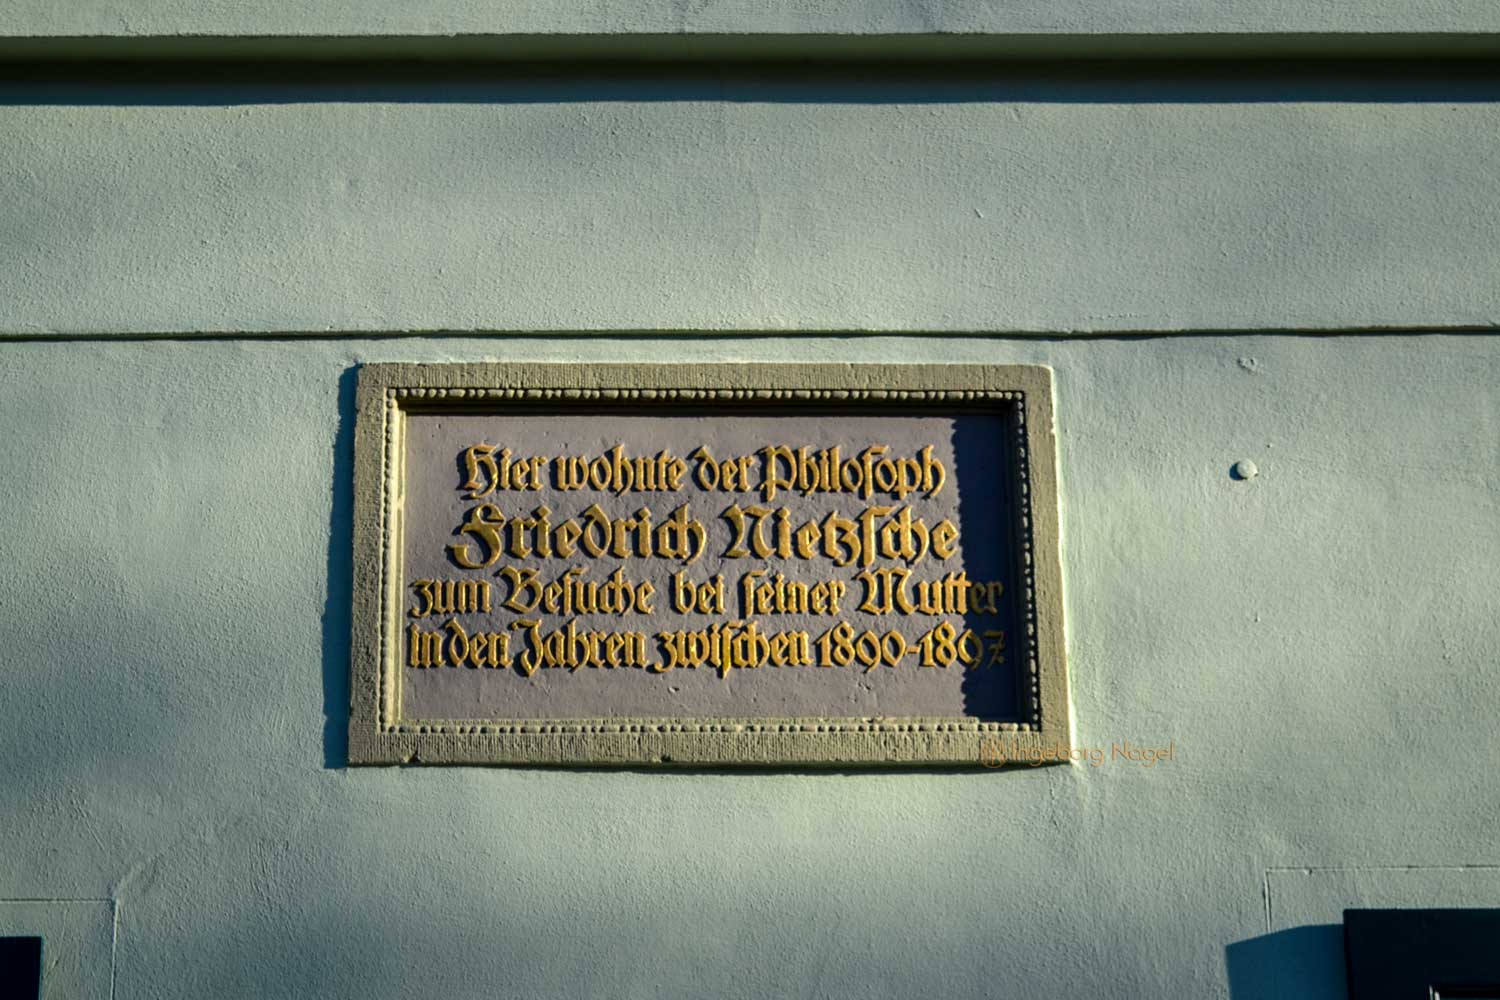 Hier wohnte der Philosoph
Friedrich Nietzsche
zum Besuche bei seiner Mutter
in den Jahren zwischen 1890-1897
Ingeborg Nagel